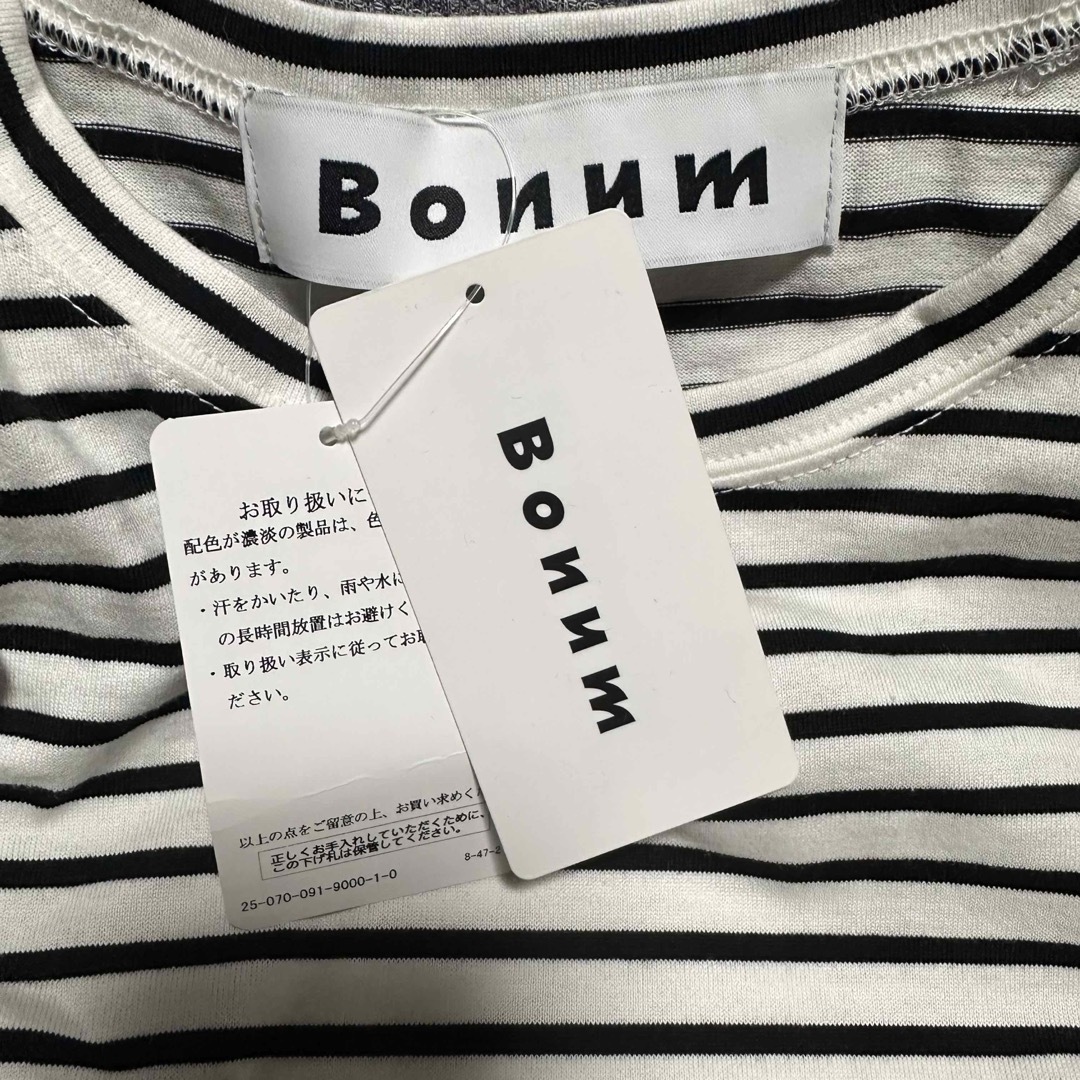 Bonum
Bonum
お取り扱いに
配色が濃淡の製品は、色
があります。
・汗をかいたり、雨や水に
の長時間放置はお避けく
・取り扱い表示に従ってお取
ださい。
以上の点をご留意の上、お買い求めく
正しくお手入れしていただくために、
この下げ札は保管してください。
8-47-2
25-070-091-9000-1-0